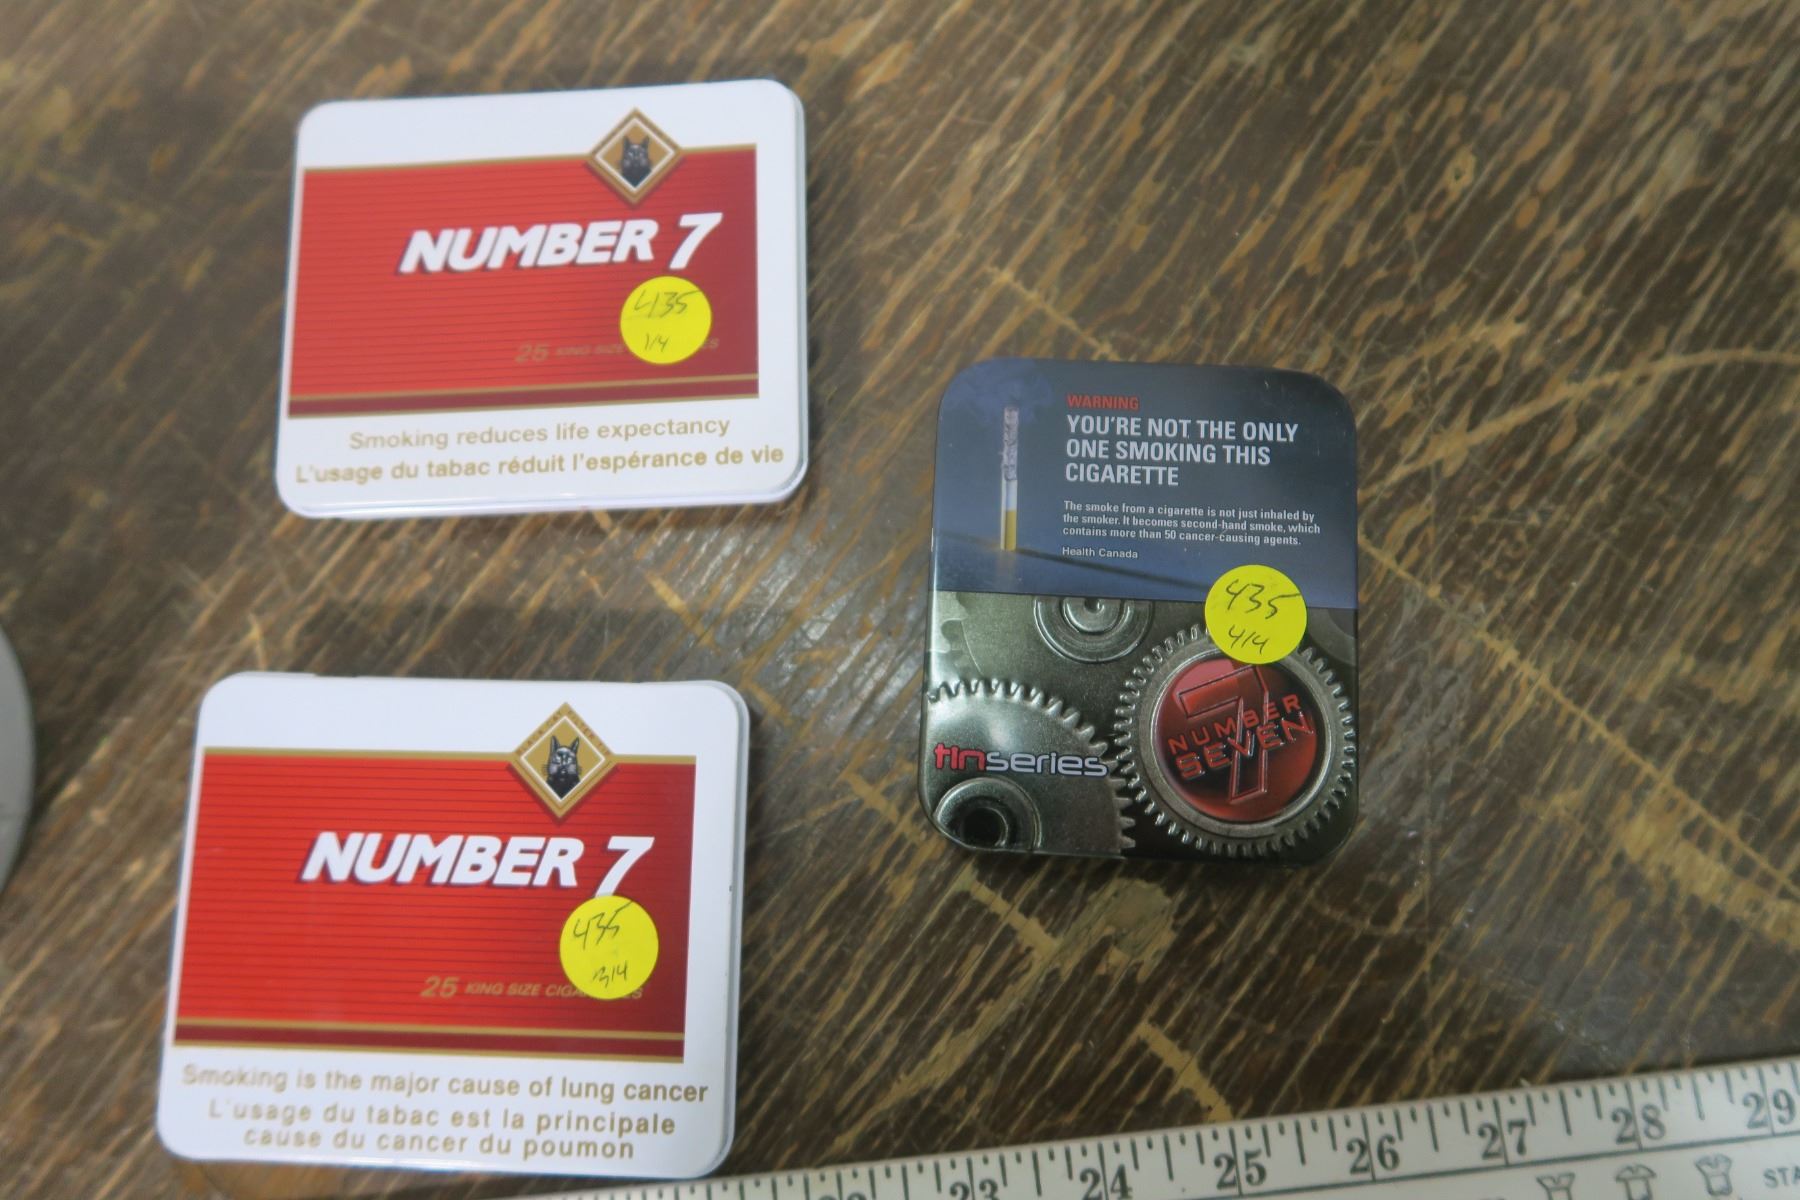 NUMBER 7
435
1/4
25 KING SIZE
Smoking reduces life expectancy
L'usage du tabac réduit l'espérance de vie
WARNING
YOU'RE NOT THE ONLY
ONE SMOKING THIS
CIGARETTE
The smoke from a cigarette is not just inhaled by
the smoker. It becomes second-hand smoke, which
contains more than 50 cancer-causing agents.
Health Canada
435
4/4
7
NUMBER
SEVEN
tinseries
NUMBER 7
435
3/4
25 KING SIZE
Smoking is the major cause of lung cancer
L'usage du tabac est la principale
cause du cancer du poumon
23 24 25 26 27 28 29